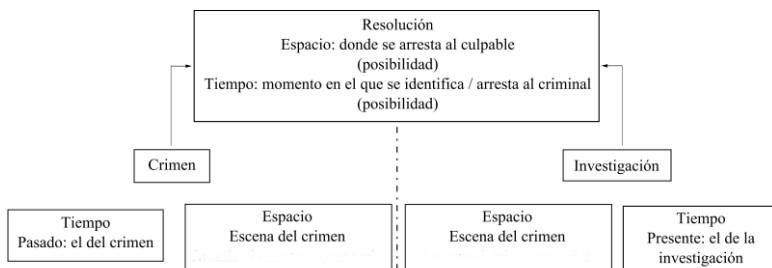 Resolución
Espacio: donde se arresta al culpable
(posibilidad)
Tiempo: momento en el que se identifica / arresta al criminal
(posibilidad)
Crimen
Investigación
Tiempo
Pasado: el del crimen
Espacio
Escena del crimen
Espacio
Escena del crimen
Tiempo
Presente: el de la
investigación